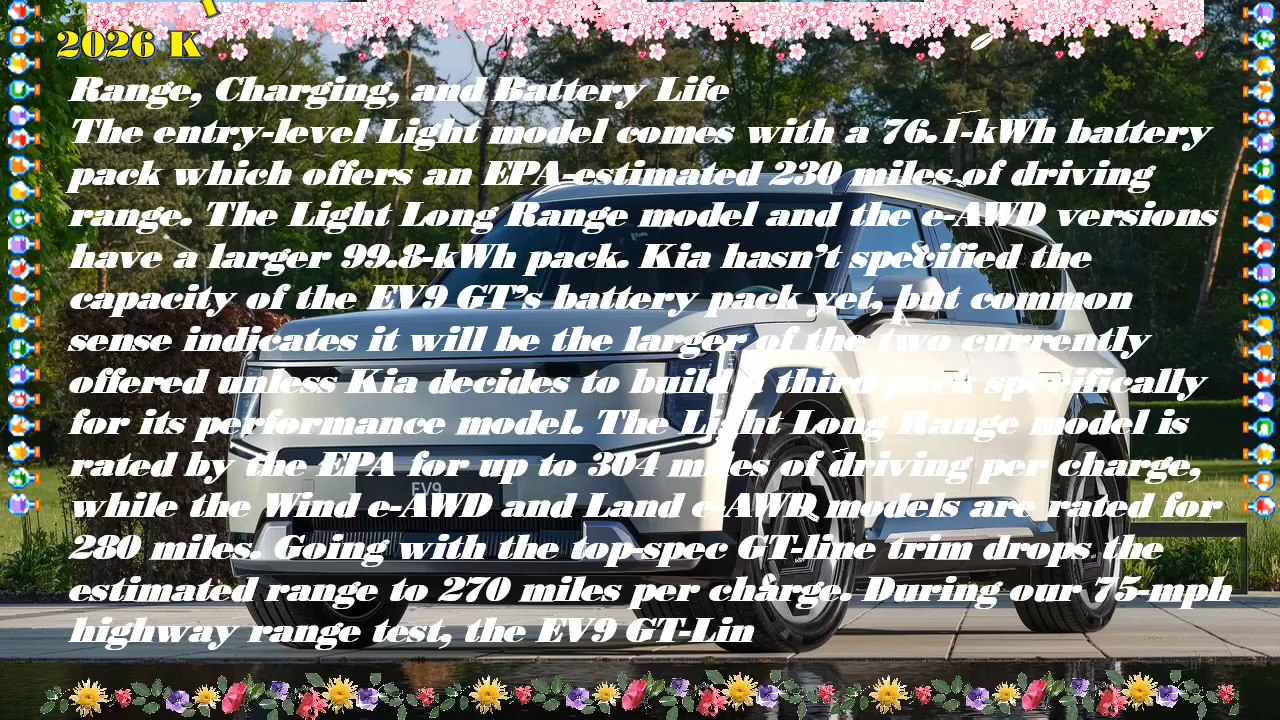 2026 K
Range, Charging, and Battery Life
The entry-level Light model comes with a 76.1-kWh battery
pack which offers an EPA-estimated 230 miles of driving
range. The Light Long Range model and the e-AWD versions
have a larger 99.8-kWh pack. Kia hasn’t specified the
capacity of the EV9 GT’s battery pack yet, but common
sense indicates it will be the larger of the two currently
offered unless Kia decides to build a third pack specifically
for its performance model. The Light Long Range model is
rated by the EPA for up to 304 miles of driving per charge,
while the Wind e-AWD and Land e-AWD models are rated for
280 miles. Going with the top-spec GT-line trim drops the
estimated range to 270 miles per charge. During our 75-mph
highway range test, the EV9 GT-Lin
EV9